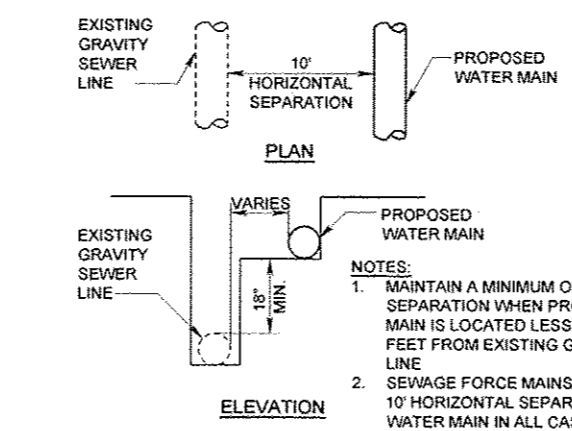 EXISTING
GRAVITY
SEWER
LINE
10'
HORIZONTAL
SEPARATION
PROPOSED
WATER MAIN
PLAN
VARIES
EXISTING
GRAVITY
SEWER
LINE
18"
MIN.
PROPOSED
WATER MAIN
ELEVATION
NOTES:
1. MAINTAIN A MINIMUM
SEPARATION WHEN
MAIN IS LOCATED LESS
FEET FROM EXISTING
LINE
2. SEWAGE FORCE MAINS
10' HORIZONTAL
WATER MAIN IN ALL